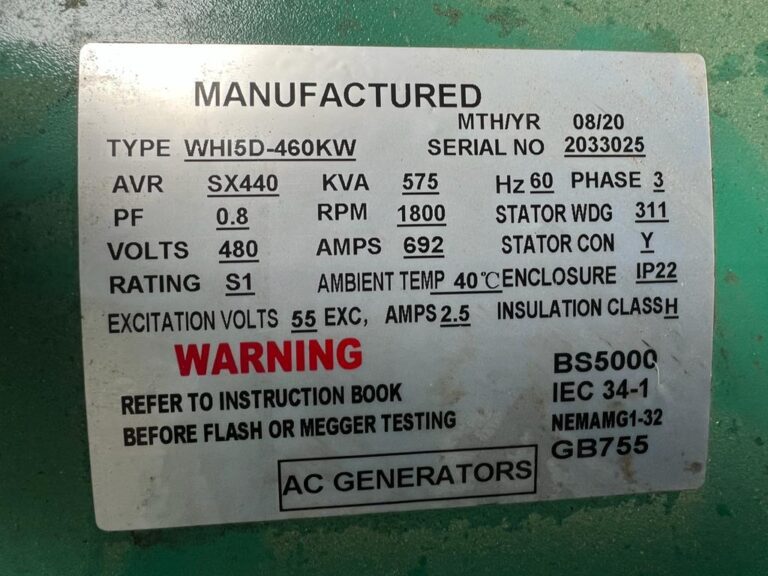 MANUFACTURED
MTH/YR 08/20
TYPE WHI5D-460KW SERIAL NO 2033025
AVR SX440 KVA 575 Hz 60 PHASE 3
PF 0.8 RPM 1800 STATOR WDG 311
VOLTS 480 AMPS 692 STATOR CON Y
RATING S1 AMBIENT TEMP 40℃ ENCLOSURE IP22
EXCITATION VOLTS 55 EXC, AMPS 2.5 INSULATION CLASS H
WARNING
REFER TO INSTRUCTION BOOK
BEFORE FLASH OR MEGGER TESTING
BS5000
IEC 34-1
NEMAMG1-32
GB755
AC GENERATORS